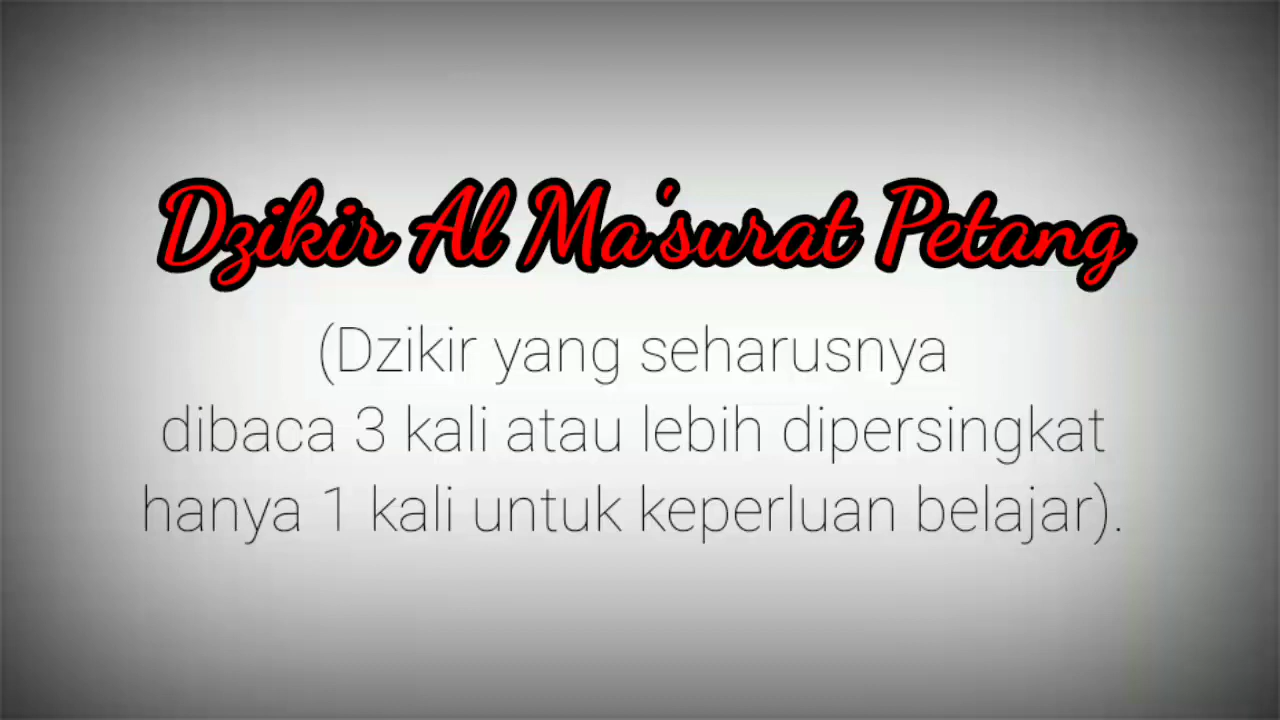 Dzikir Al Ma'surat Petang
(Dzikir yang seharusnya
dibaca 3 kali atau lebih dipersingkat
hanya 1 kali untuk keperluan belajar).